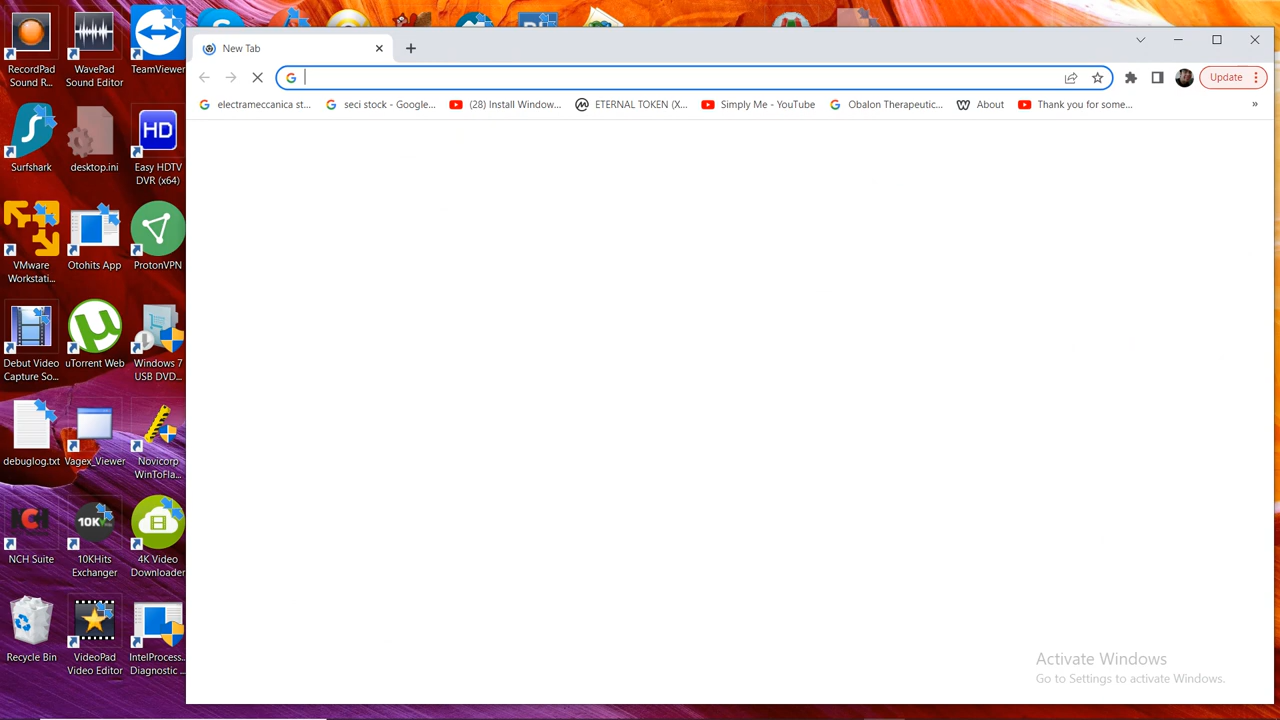 New Tab
Update
electrameccanica st...
seci stock - Google...
(28) Install Window...
ETERNAL TOKEN (X...
Simply Me - YouTube
Obalon Therapeutic...
About
Thank you for some...
»
RecordPad
Sound R...
WavePad
Sound Editor
TeamViewer
Surfshark
desktop.ini
HD
Easy HDTV
DVR (x64)
VMware
Workstati...
Otohits App
ProtonVPN
Debut Video
Capture So...
uTorrent Web
Windows 7
USB DVD...
debuglog.txt
Vagex_Viewer
Novicorp
WinToFla...
NCH
NCH Suite
10K
10KHits
Exchanger
4K Video
Downloader
Recycle Bin
VideoPad
Video Editor
IntelProcess...
Diagnostic ...
Activate Windows
Go to Settings to activate Windows.